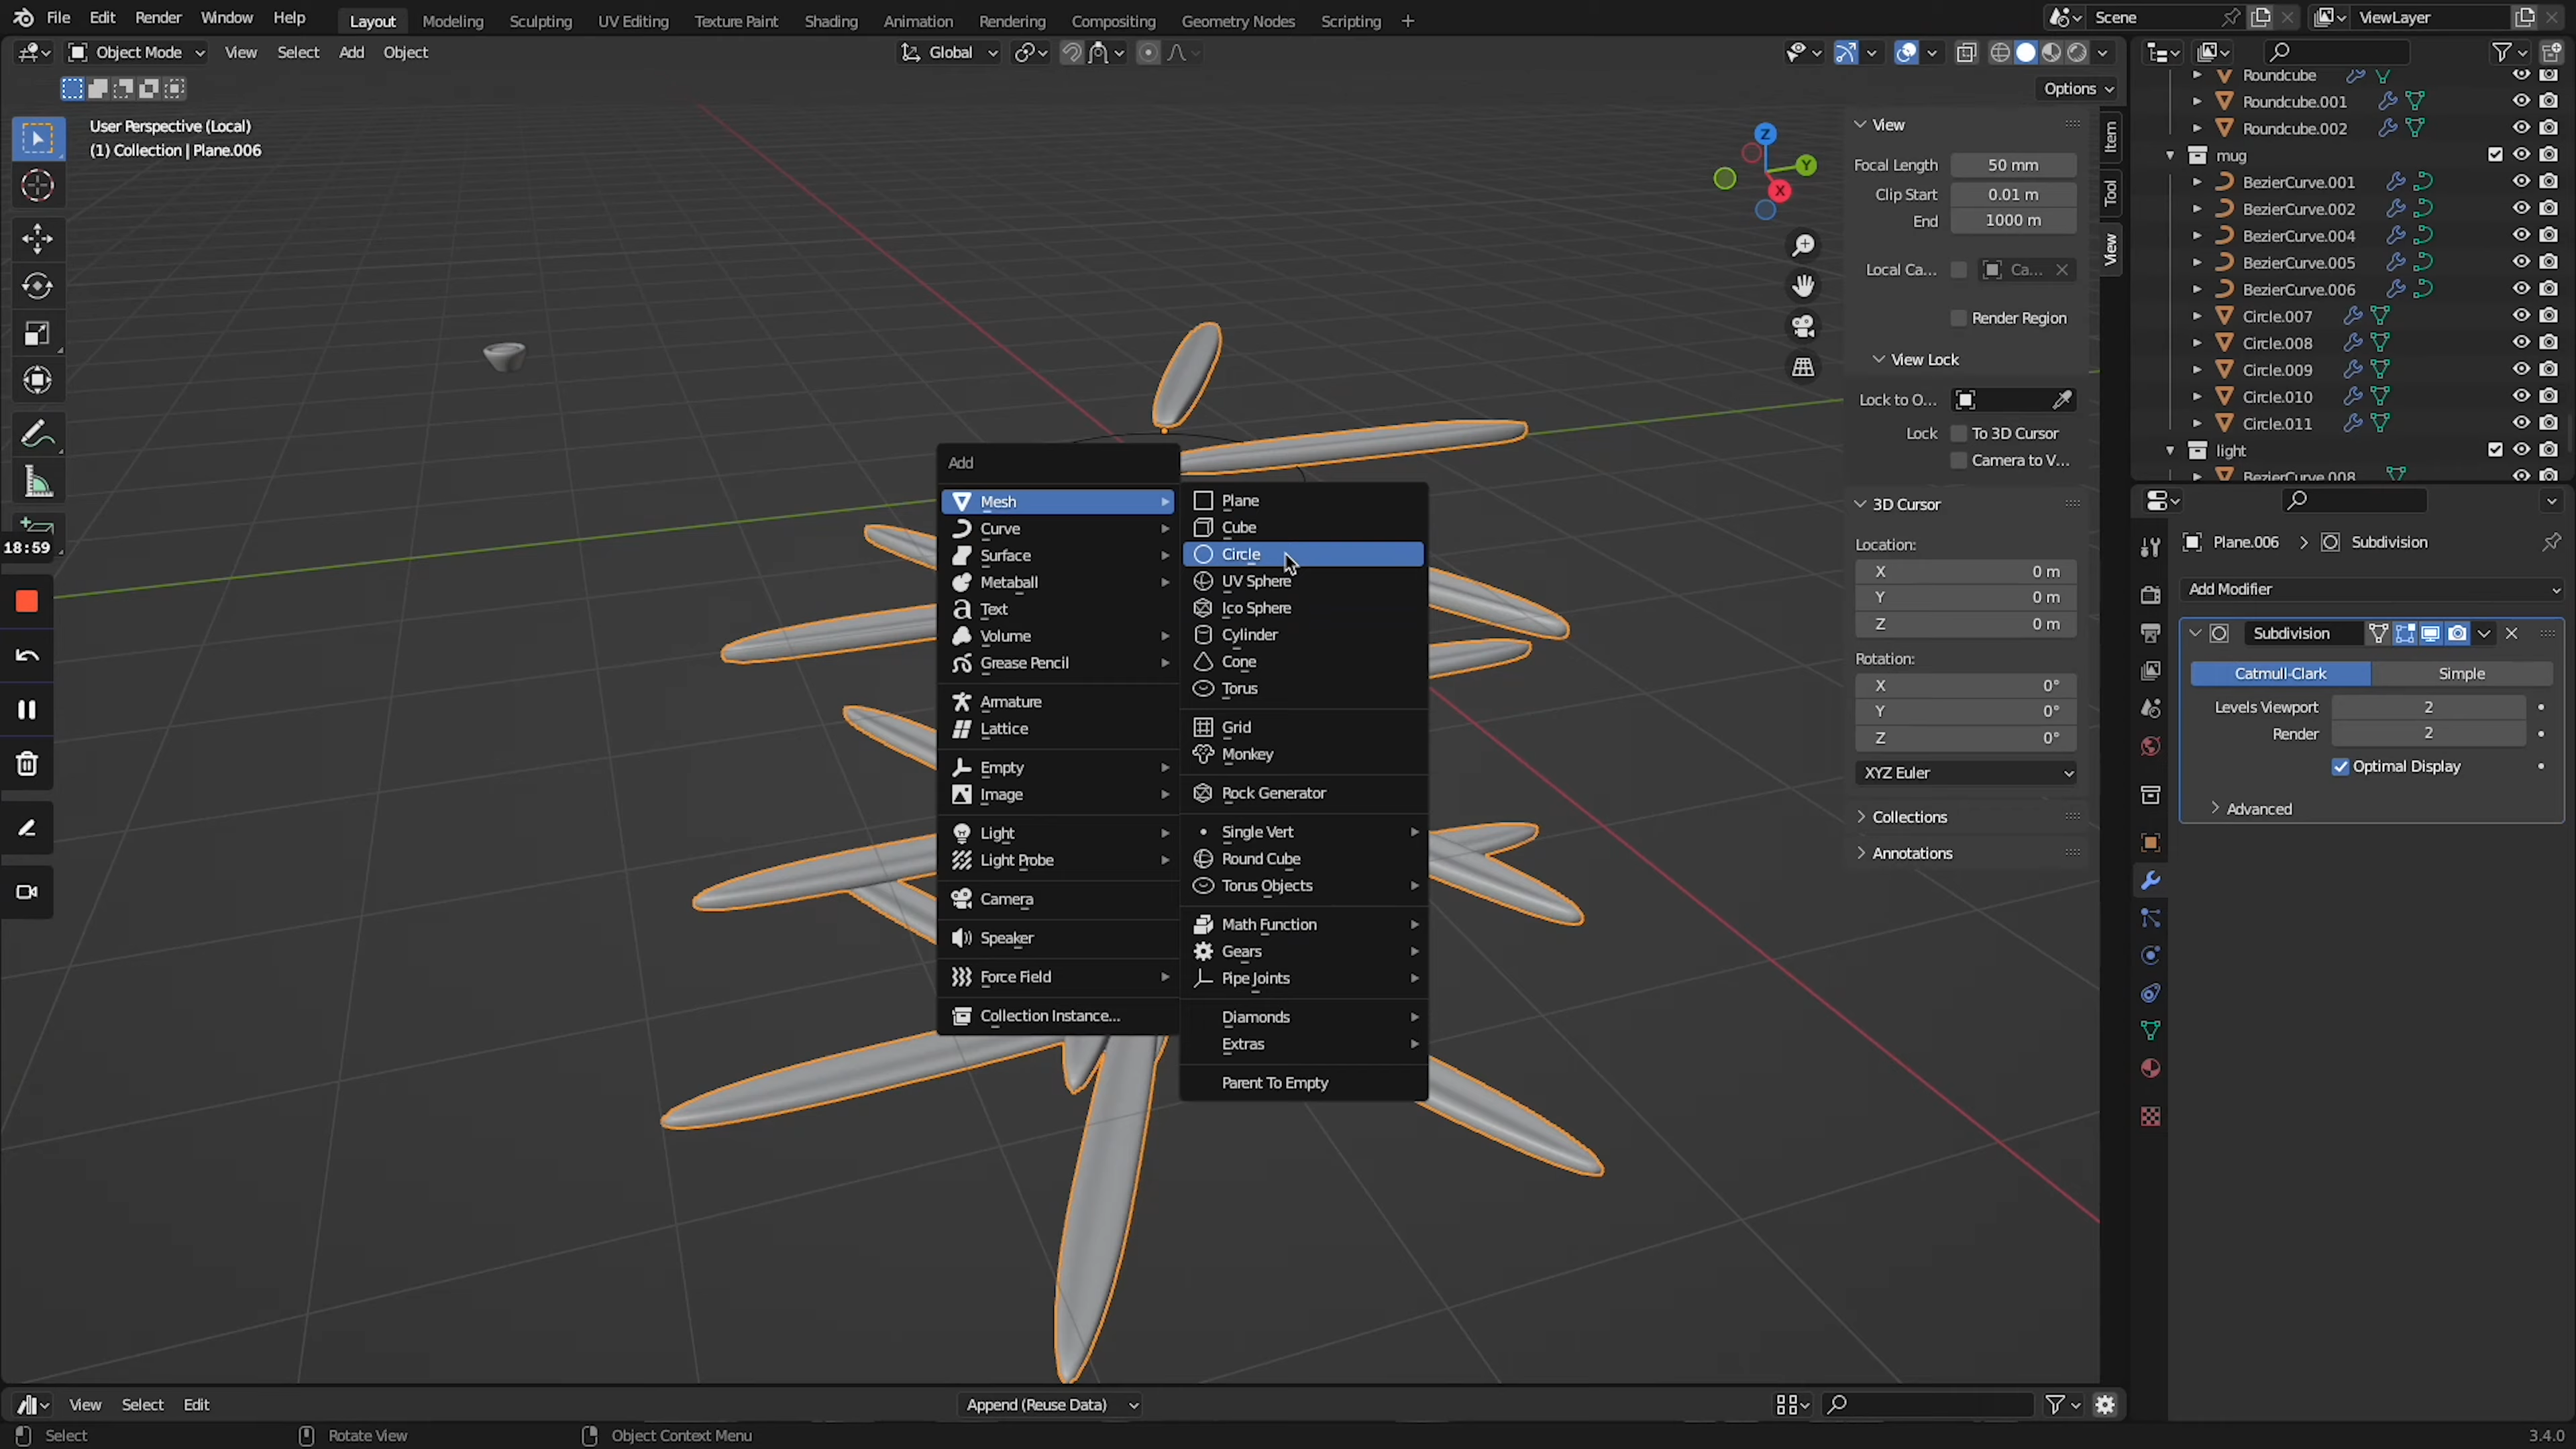 File Edit Render Window Help Layout Modeling Sculpting UV Editing Texture Paint Shading Animation Rendering Compositing Geometry Nodes Scripting + Scene ViewLayer
Object Mode View Select Add Object Global
Options
User Perspective (Local)
(1) Collection | Plane.006
18:59
Z
Y
X
Add
Mesh
Curve
Surface
Metaball
Text
Volume
Grease Pencil
Armature
Lattice
Empty
Image
Light
Light Probe
Camera
Speaker
Force Field
Collection Instance...
Plane
Cube
Circle
UV Sphere
Ico Sphere
Cylinder
Cone
Torus
Grid
Monkey
Rock Generator
Single Vert
Round Cube
Torus Objects
Math Function
Gears
Pipe Joints
Diamonds
Extras
Parent To Empty
View
Focal Length 50 mm
Clip Start 0.01 m
End 1000 m
Local Ca... Ca...
Render Region
View Lock
Lock to O...
Lock To 3D Cursor
Camera to V...
3D Cursor
Location:
X 0 m
Y 0 m
Z 0 m
Rotation:
X 0°
Y 0°
Z 0°
XYZ Euler
Collections
Annotations
Item
Tool
View
Roundcube
Roundcube.001
Roundcube.002
mug
BezierCurve.001
BezierCurve.002
BezierCurve.004
BezierCurve.005
BezierCurve.006
Circle.007
Circle.008
Circle.009
Circle.010
Circle.011
light
BezierCurve.008
Plane.006 > Subdivision
Add Modifier
Subdivision
Catmull-Clark Simple
Levels Viewport 2
Render 2
Optimal Display
Advanced
View Select Edit Append (Reuse Data)
Select Rotate View Object Context Menu 3.4.0